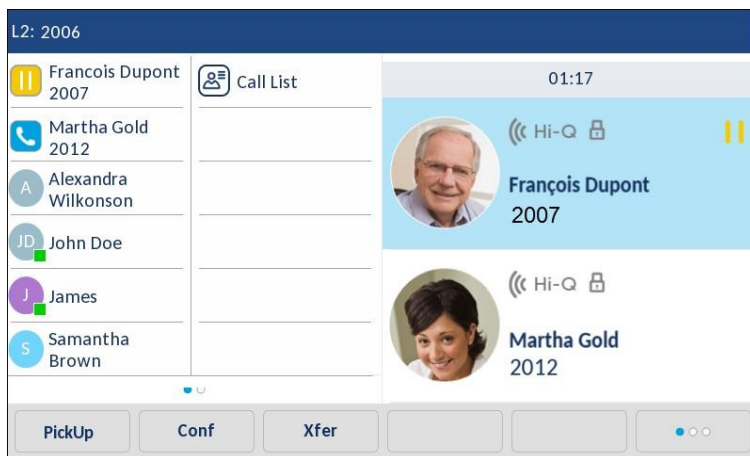 L2: 2006
Francois Dupont
2007
Martha Gold
2012
A
Alexandra
Wilkonson
JD
John Doe
J
James
S
Samantha
Brown
Call List
01:17
Hi-Q
François Dupont
2007
Hi-Q
Martha Gold
2012
PickUp
Conf
Xfer